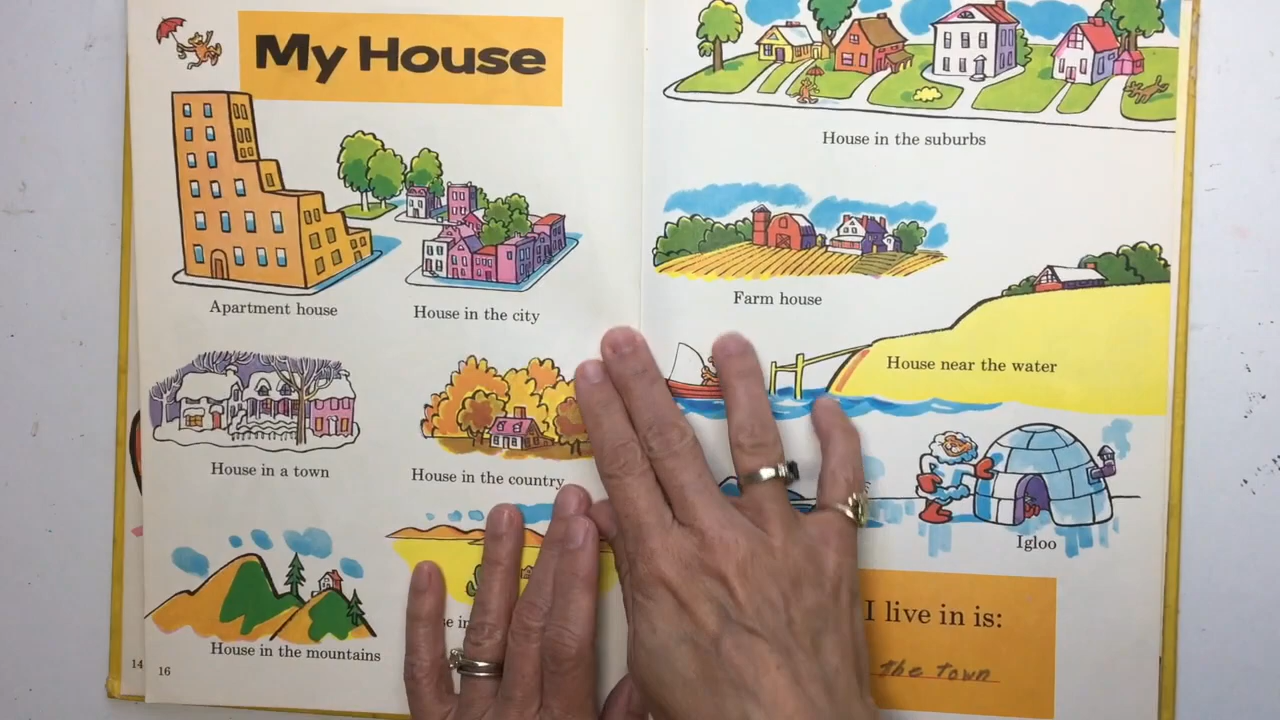 My House
Apartment house
House in the city
House in a town
House in the country
House in the mountains
14
16
House in the suburbs
Farm house
House near the water
Igloo
I live in is:
the town